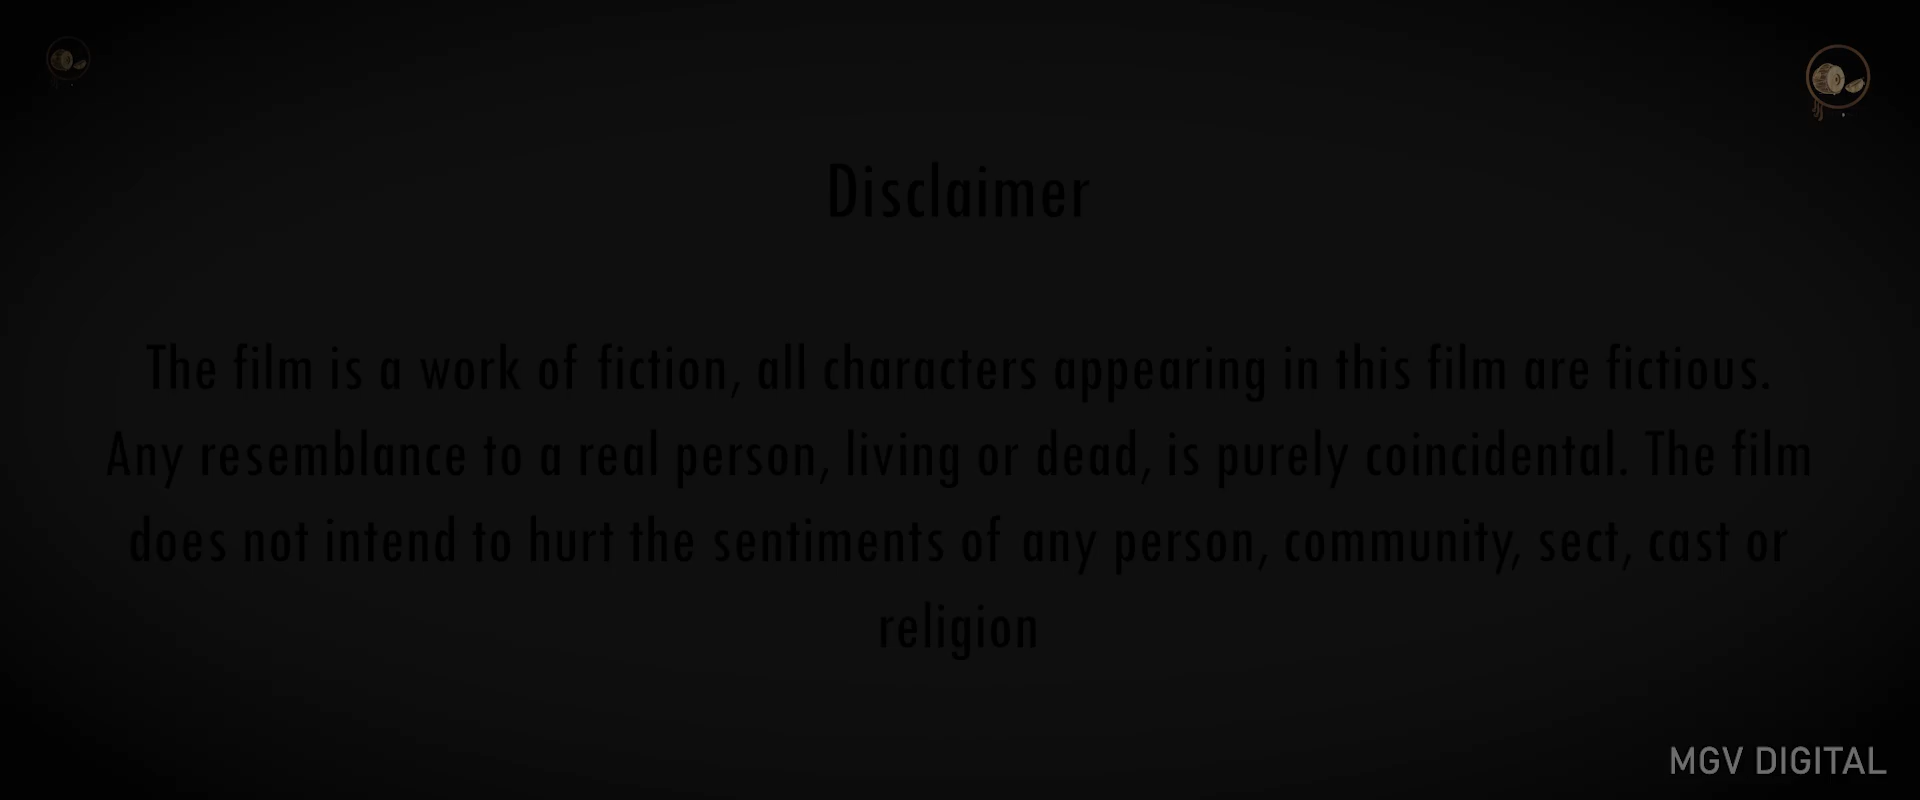 Disclaimer
The film is a work of fiction, all characters appearing in this film are fictious.
Any resemblance to a real person, living or dead, is purely coincidental. The film
does not intend to hurt the sentiments of any person, community, sect, cast or
religion
MGV DIGITAL